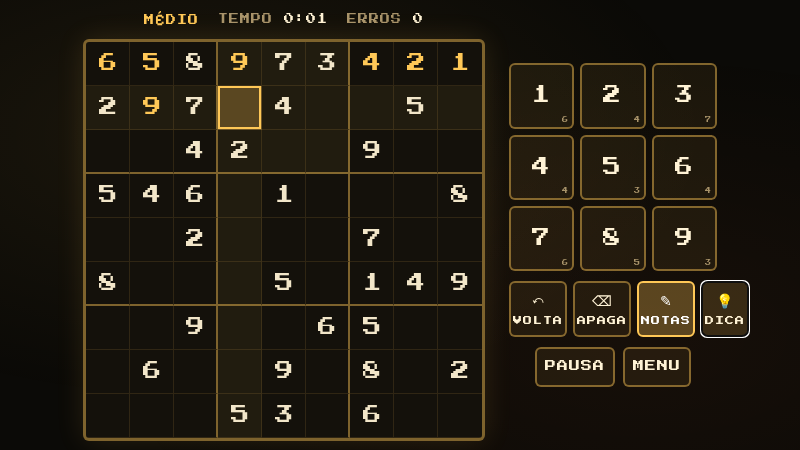 MÉDIO TEMPO 0:01 ERROS 0
6 5 8 9 7 3 4 2 1
2 9 7 4 5
4 2 9
5 4 6 1 8
2 7
8 5 1 4 9
9 6 5
6 9 8 2
5 3 6
1 6 2 4 3 7
4 4 5 3 6 4
7 6 8 5 9 3
VOLTA APAGA NOTAS DICA
PAUSA MENU